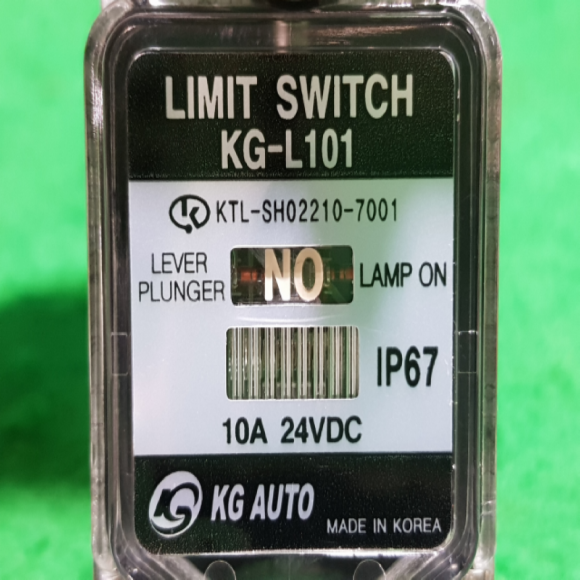 LIMIT SWITCH
KG-L101
KTL-SH02210-7001
LEVER PLUNGER NO LAMP ON
IP67
10A 24VDC
KG AUTO
MADE IN KOREA